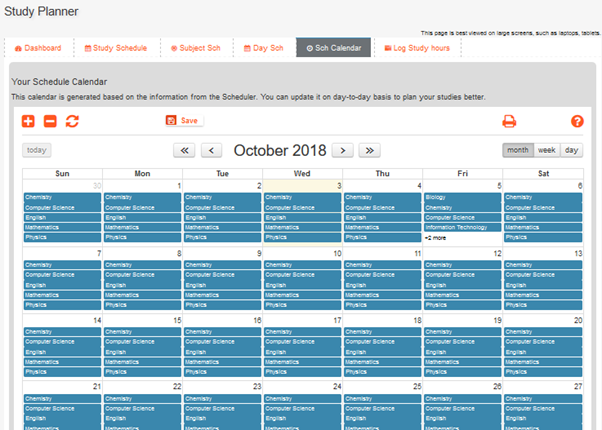 Study Planner
This page is best viewed on large screens, such as laptops, tablets.
Dashboard Study Schedule Subject Sch Day Sch Sch Calendar Log Study hours
Your Schedule Calendar
This calendar is generated based on the information from the Scheduler. You can update it on day-to-day basis to plan your studies better.
Save
today « < October 2018 > » month week day
Sun Mon Tue Wed Thu Fri Sat
30 1 2 3 4 5 6
Chemistry Chemistry Chemistry Chemistry Chemistry Biology Chemistry
Computer Science Computer Science Computer Science Computer Science Computer Science Chemistry Computer Science
English English English English English Computer Science English
Mathematics Mathematics Mathematics Mathematics Mathematics Information Technology Mathematics
Physics Physics Physics Physics Physics +2 more Physics
7 8 9 10 11 12 13
Chemistry Chemistry Chemistry Chemistry Chemistry Chemistry Chemistry
Computer Science Computer Science Computer Science Computer Science Computer Science Computer Science Computer Science
English English English English English English English
Mathematics Mathematics Mathematics Mathematics Mathematics Mathematics Mathematics
Physics Physics Physics Physics Physics Physics Physics
14 15 16 17 18 19 20
Chemistry Chemistry Chemistry Chemistry Chemistry Chemistry Chemistry
Computer Science Computer Science Computer Science Computer Science Computer Science Computer Science Computer Science
English English English English English English English
Mathematics Mathematics Mathematics Mathematics Mathematics Mathematics Mathematics
Physics Physics Physics Physics Physics Physics Physics
21 22 23 24 25 26 27
Chemistry Chemistry Chemistry Chemistry Chemistry Chemistry Chemistry
Computer Science Computer Science Computer Science Computer Science Computer Science Computer Science Computer Science
English English English English English English English